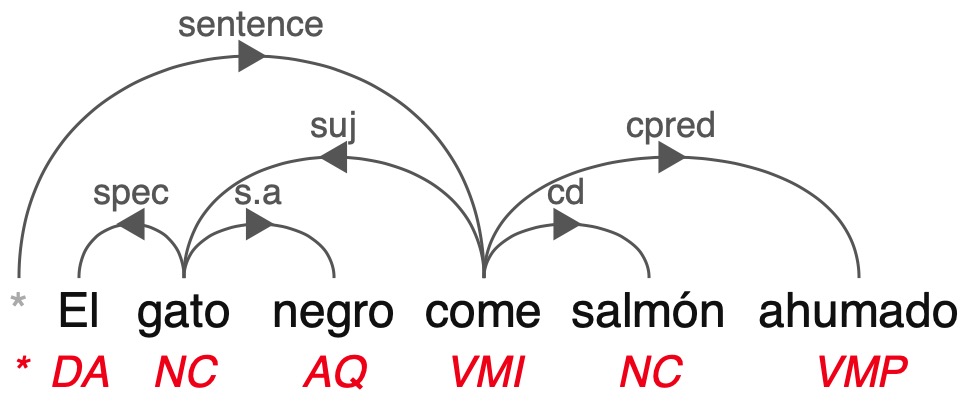 sentence
suj cpred
spec s.a cd
* El gato negro come salmón ahumado
* DA NC AQ VMI NC VMP